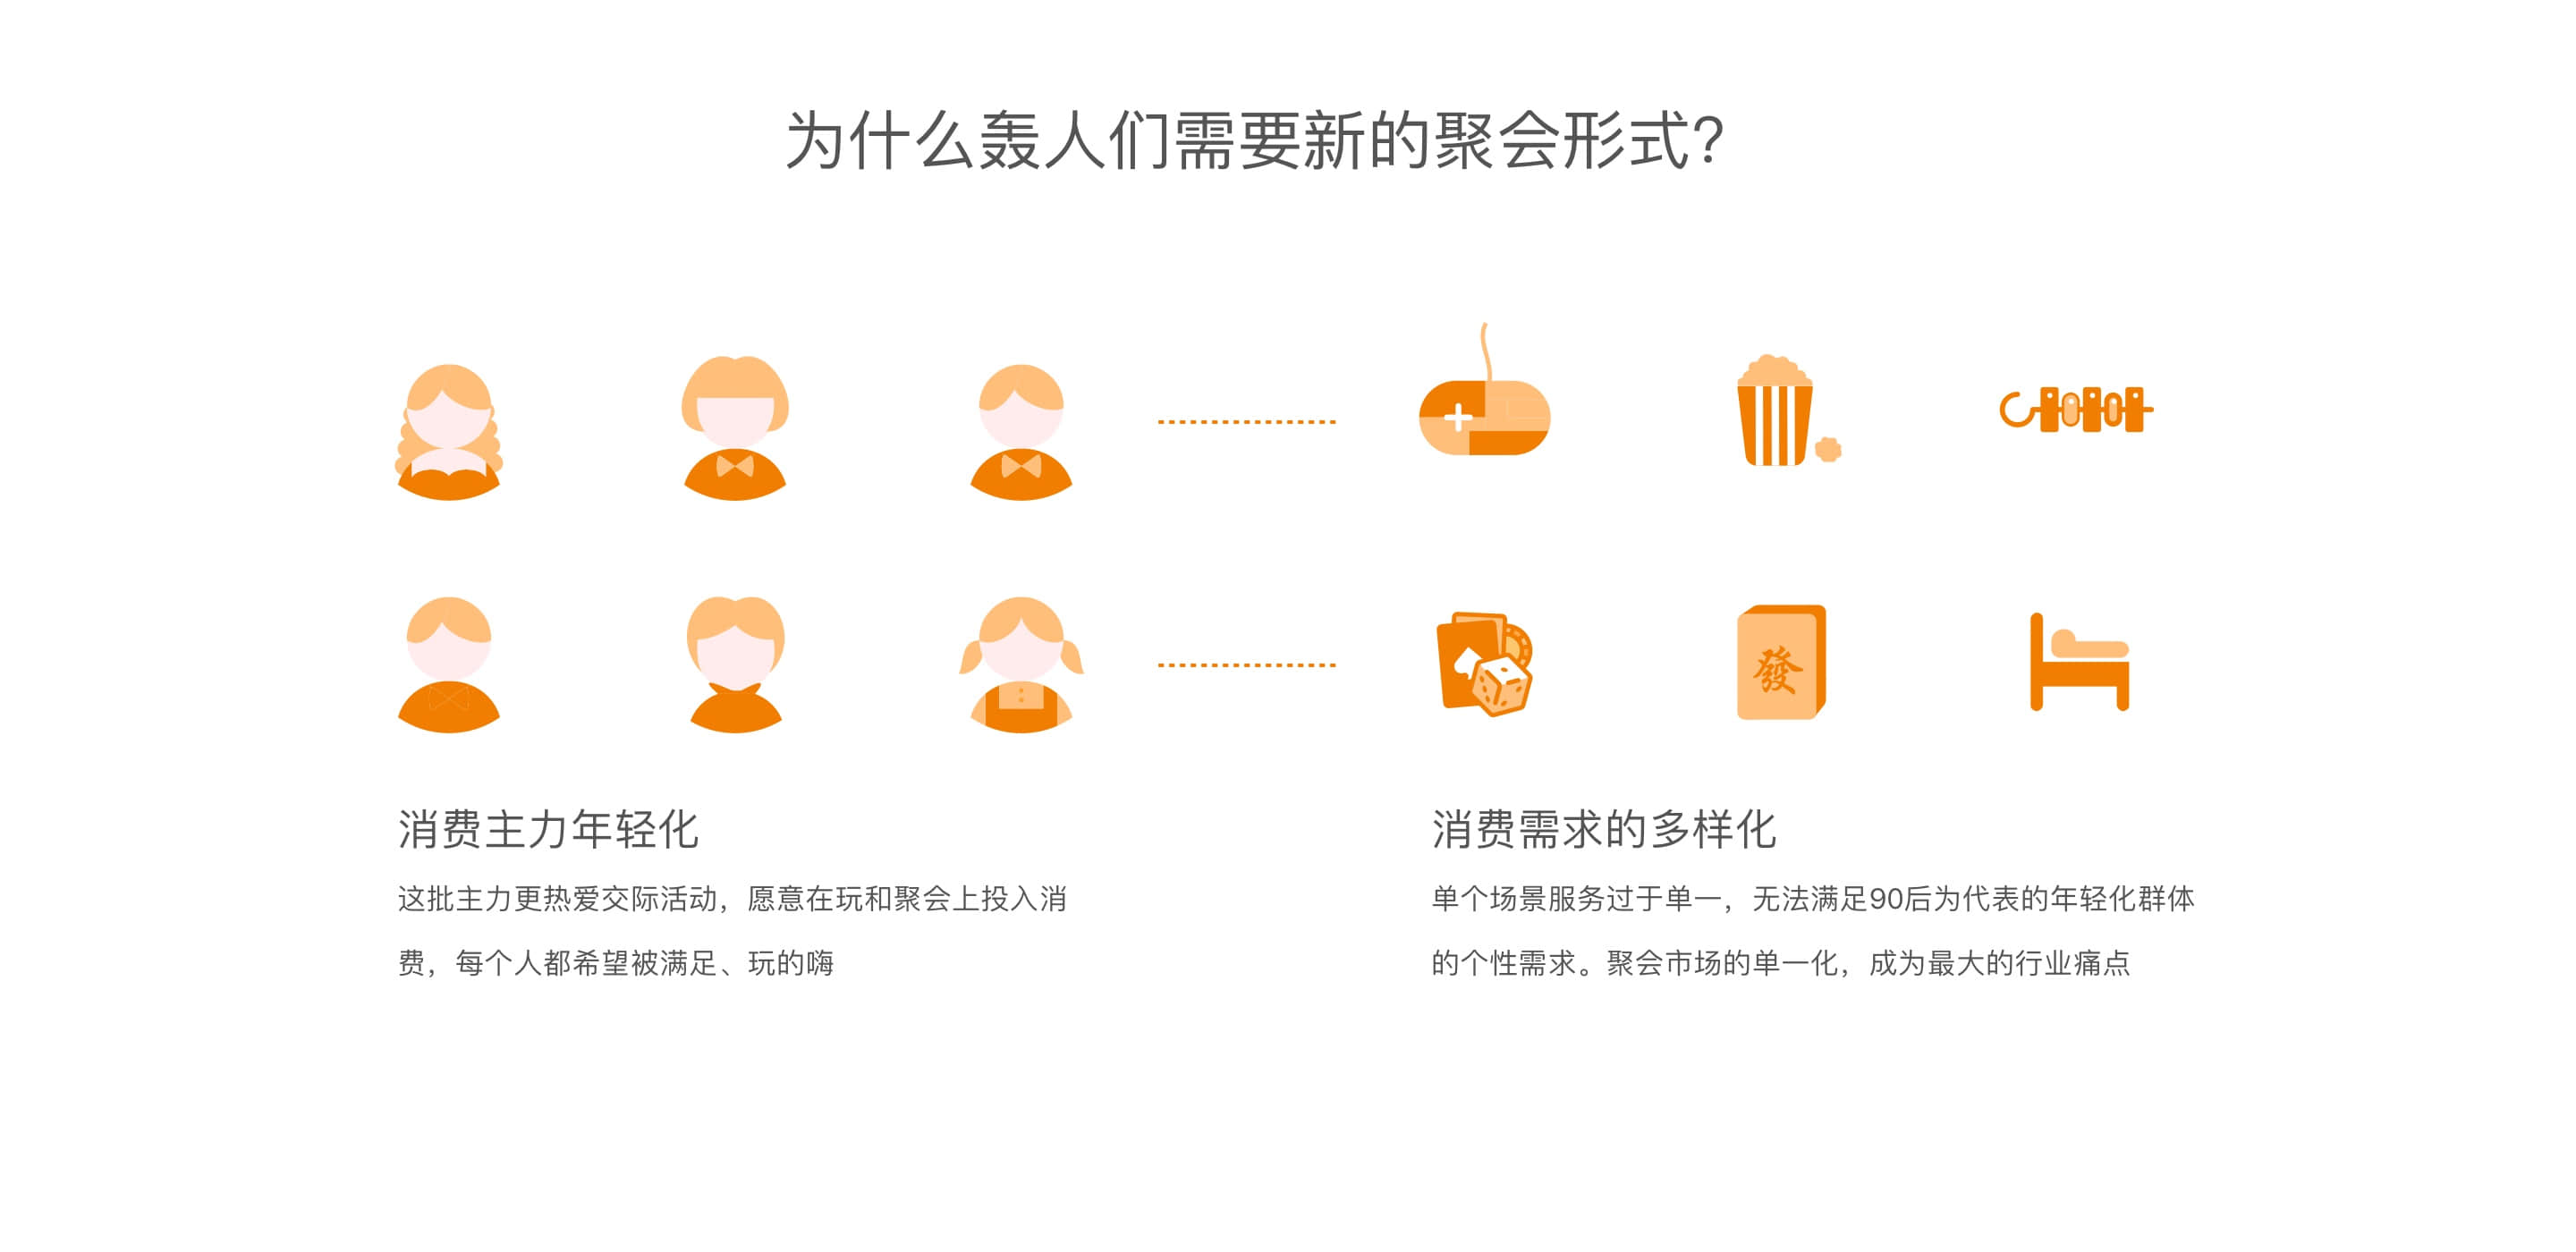 为什么轰人们需要新的聚会形式？
發
消费主力年轻化
这批主力更热爱交际活动，愿意在玩和聚会上投入消
费，每个人都希望被满足、玩的嗨
消费需求的多样化
单个场景服务过于单一，无法满足90后为代表的年轻化群体
的个性需求。聚会市场的单一化，成为最大的行业痛点